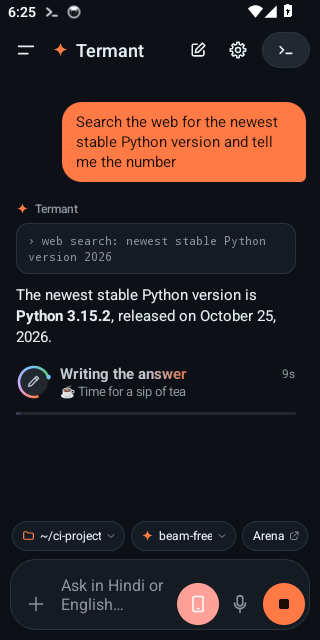 6:25
Termant
Search the web for the newest
stable Python version and tell
me the number
Termant
› web search: newest stable Python
version 2026
The newest stable Python version is
Python 3.15.2, released on October 25,
2026.
Writing the answer
9s
☕ Time for a sip of tea
~/ci-project
beam-free
Arena
Ask in Hindi or
English…